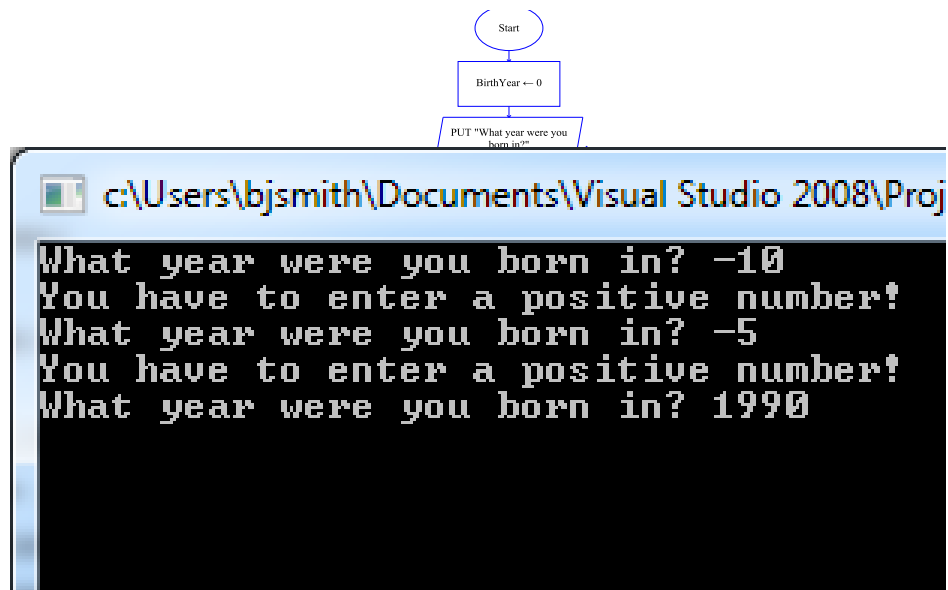 Start
BirthYear ← 0
PUT "What year were you
born in?"
c:\Users\bjsmith\Documents\Visual Studio 2008\Proj
What year were you born in? -10
You have to enter a positive number!
What year were you born in? -5
You have to enter a positive number!
What year were you born in? 1990